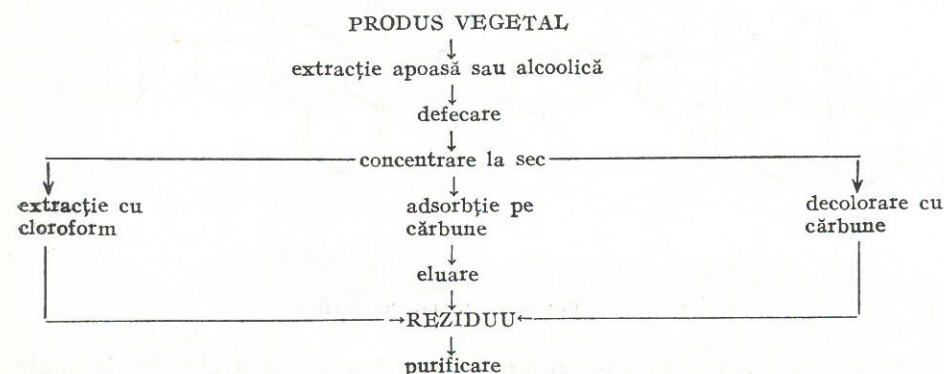 PRODUS VEGETAL
extracție apoasă sau alcoolică
defecare
concentrare la sec
extracție cu
cloroform
adsorbție pe
cărbune
decolorare cu
cărbune
eluare
REZIDUU
purificare